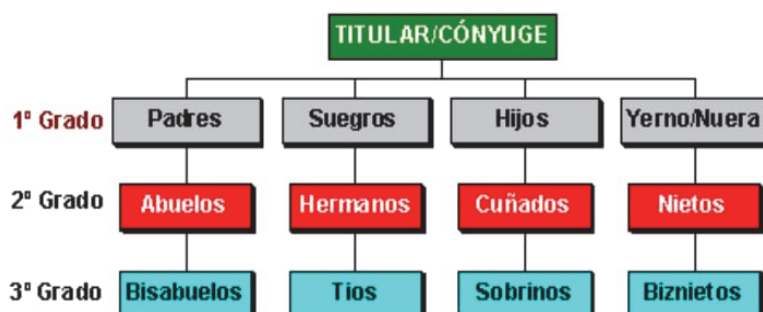 TITULAR/CÓNYUGE
1º Grado Padres Suegros Hijos Yerno/Nuera
2º Grado Abuelos Hermanos Cuñados Nietos
3º Grado Bisabuelos Tios Sobrinos Biznietos